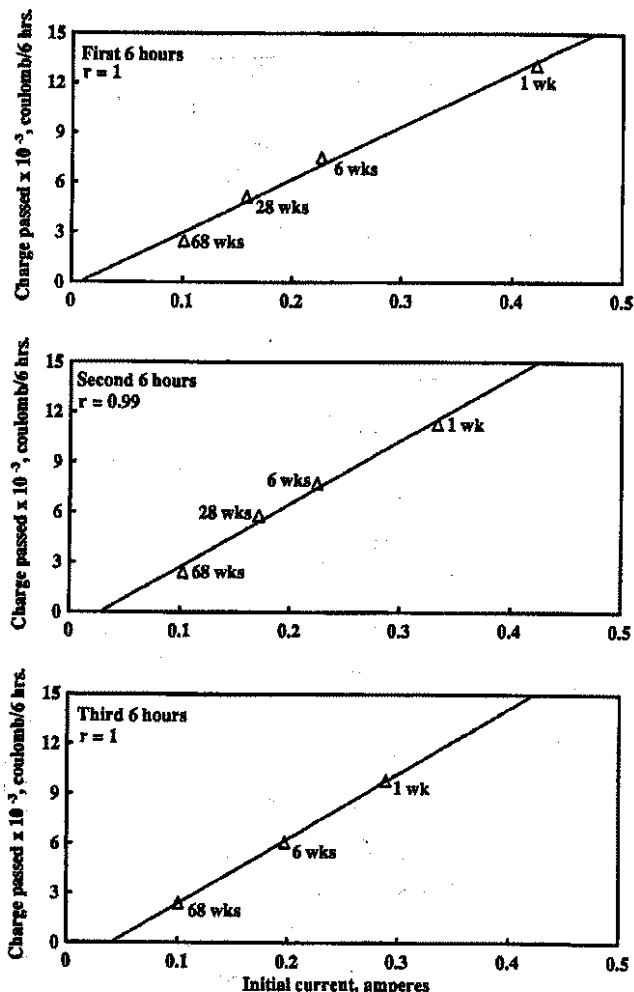 Charge passed x 10 -3, coulomb/6 hrs.
15
12
9
6
3
0
First 6 hours
r = 1
1 wk
6 wks
28 wks
68 wks
0
0.1
0.2
0.3
0.4
0.5
Charge passed x 10 -3, coulomb/6 hrs.
15
12
9
6
3
0
Second 6 hours
r = 0.99
1 wk
6 wks
28 wks
68 wks
0
0.1
0.2
0.3
0.4
0.5
Charge passed x 10 -3, coulomb/6 hrs.
15
12
9
6
3
0
Third 6 hours
r = 1
1 wk
6 wks
68 wks
0
0.1
0.2
0.3
0.4
0.5
Initial current, amperes